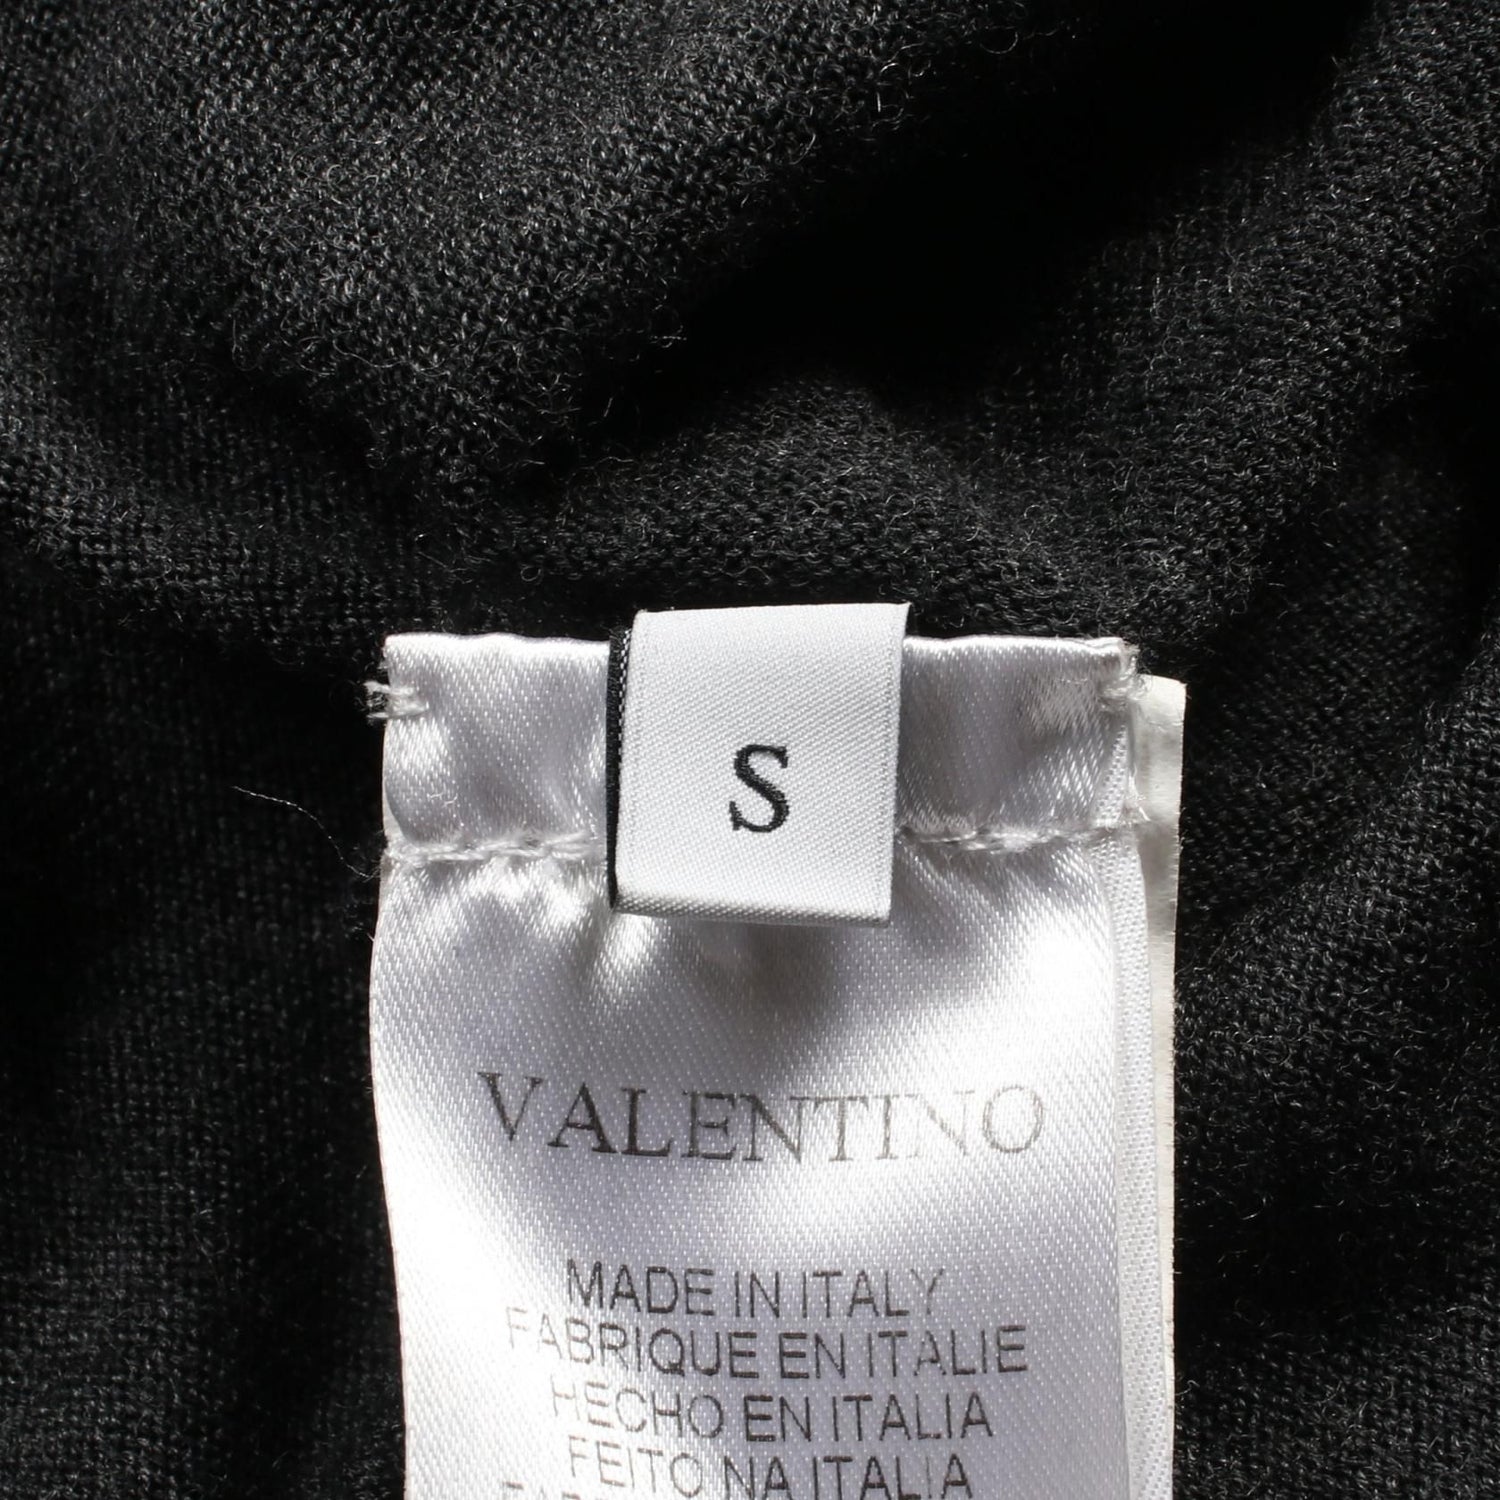 S
VALENTINO
MADE IN ITALY
FABRIQUE EN ITALIE
HECHO EN ITALIA
FEITO NA ITALIA